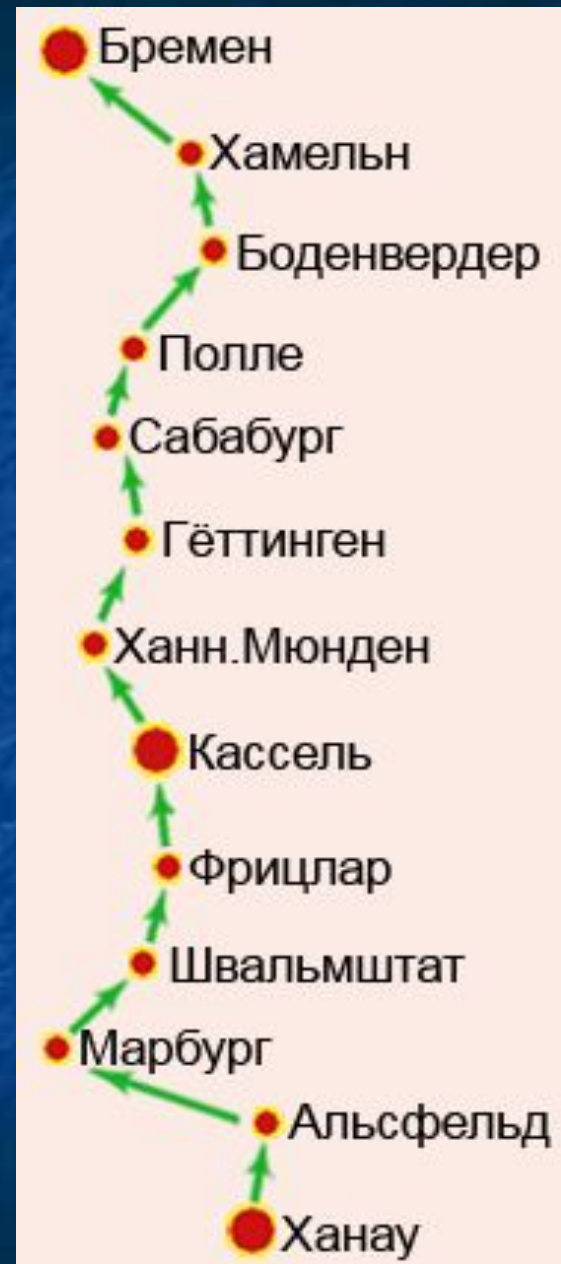 Бремен
Хамельн
Боденвердер
Полле
Сабабург
Гёттинген
Ханн.Мюнден
Кассель
Фрицлар
Швальмштат
Марбург
Альсфельд
Ханау